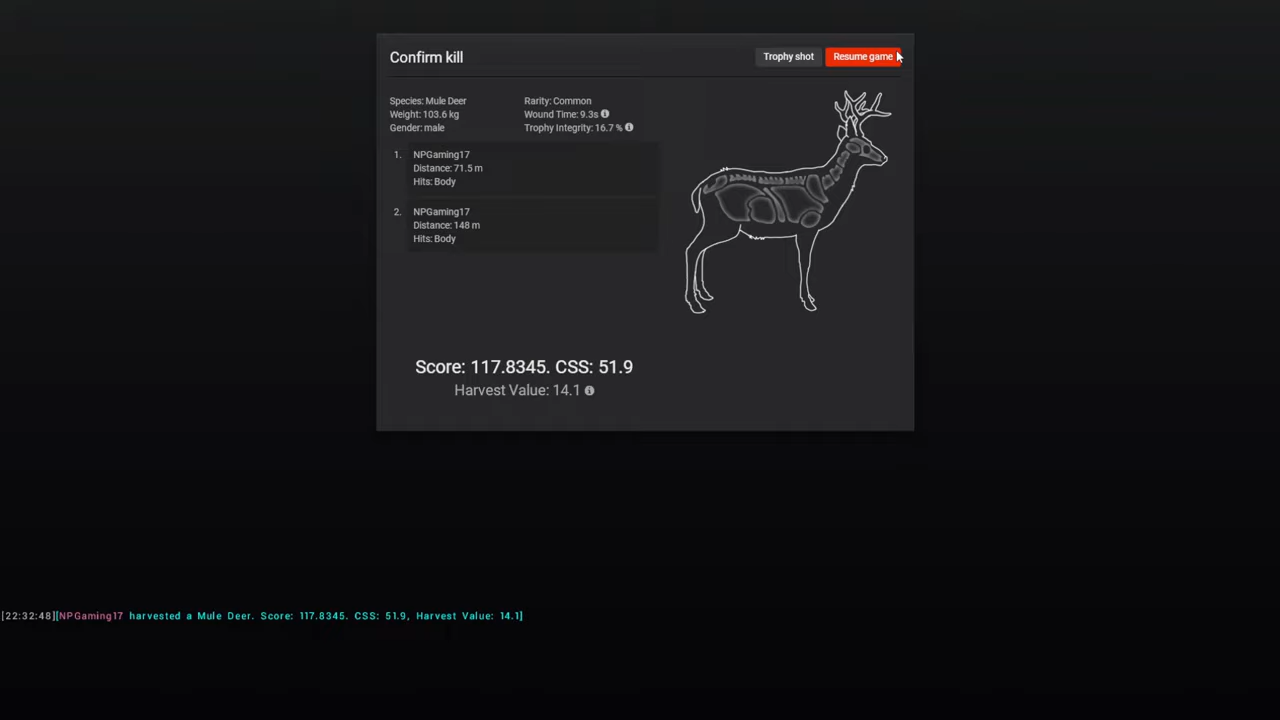 Confirm kill
Trophy shot
Resume game
Species: Mule Deer
Weight: 103.6 kg
Gender: male
Rarity: Common
Wound Time: 9.3s
Trophy Integrity: 16.7 %
1. NPGaming17
Distance: 71.5 m
Hits: Body
2. NPGaming17
Distance: 148 m
Hits: Body
Score: 117.8345. CSS: 51.9
Harvest Value: 14.1
[22:32:48][NPGaming17 harvested a Mule Deer. Score: 117.8345. CSS: 51.9, Harvest Value: 14.1]